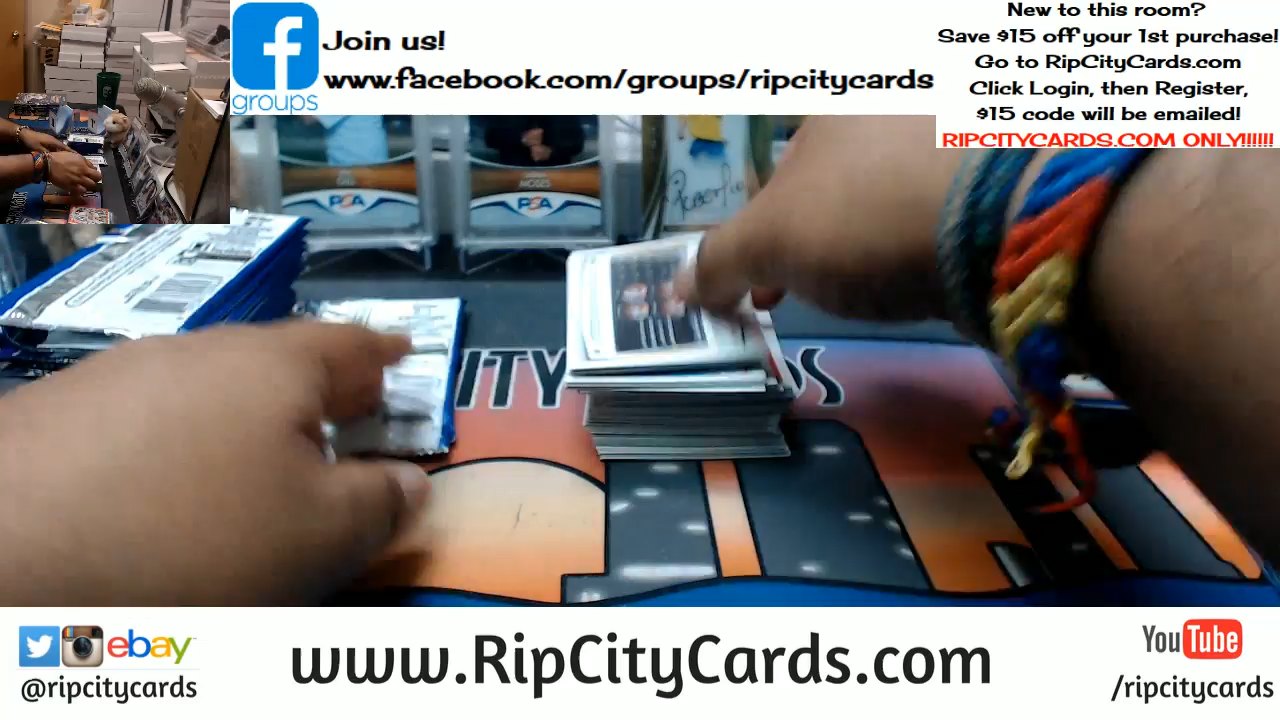 groups
Join us!
www.facebook.com/groups/ripcitycards
New to this room?
Save $15 off your 1st purchase!
Go to RipCityCards.com
Click Login, then Register,
$15 code will be emailed!
RIPCITYCARDS.COM ONLY!!!!!!
PSA
PSA
ebay
@ripcitycards
www.RipCityCards.com
YouTube
/ripcitycards